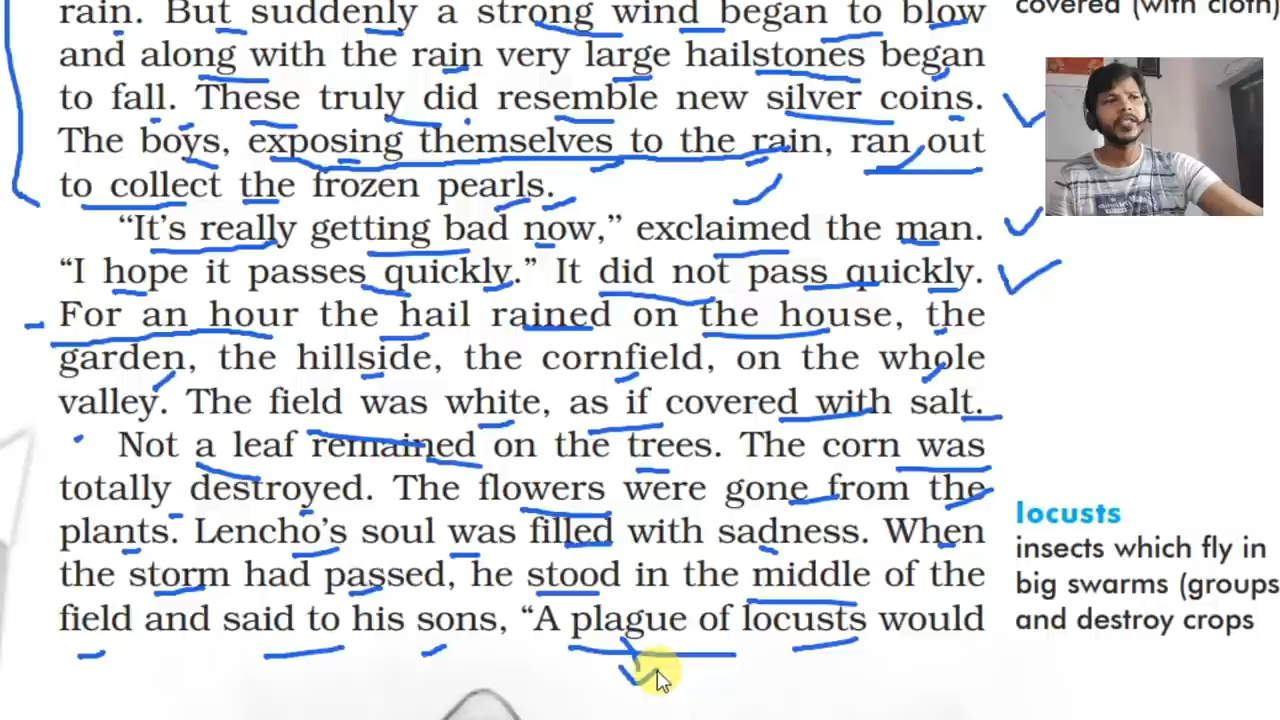 rain. But suddenly a strong wind began to blow
and along with the rain very large hailstones began
to fall. These truly did resemble new silver coins.
The boys, exposing themselves to the rain, ran out
to collect the frozen pearls.
“It’s really getting bad now,” exclaimed the man.
“I hope it passes quickly.” It did not pass quickly.
For an hour the hail rained on the house, the
garden, the hillside, the cornfield, on the whole
valley. The field was white, as if covered with salt.
Not a leaf remained on the trees. The corn was
totally destroyed. The flowers were gone from the
plants. Lencho’s soul was filled with sadness. When
the storm had passed, he stood in the middle of the
field and said to his sons, “A plague of locusts would
covered (with cloth)
locusts
insects which fly in
big swarms (groups
and destroy crops